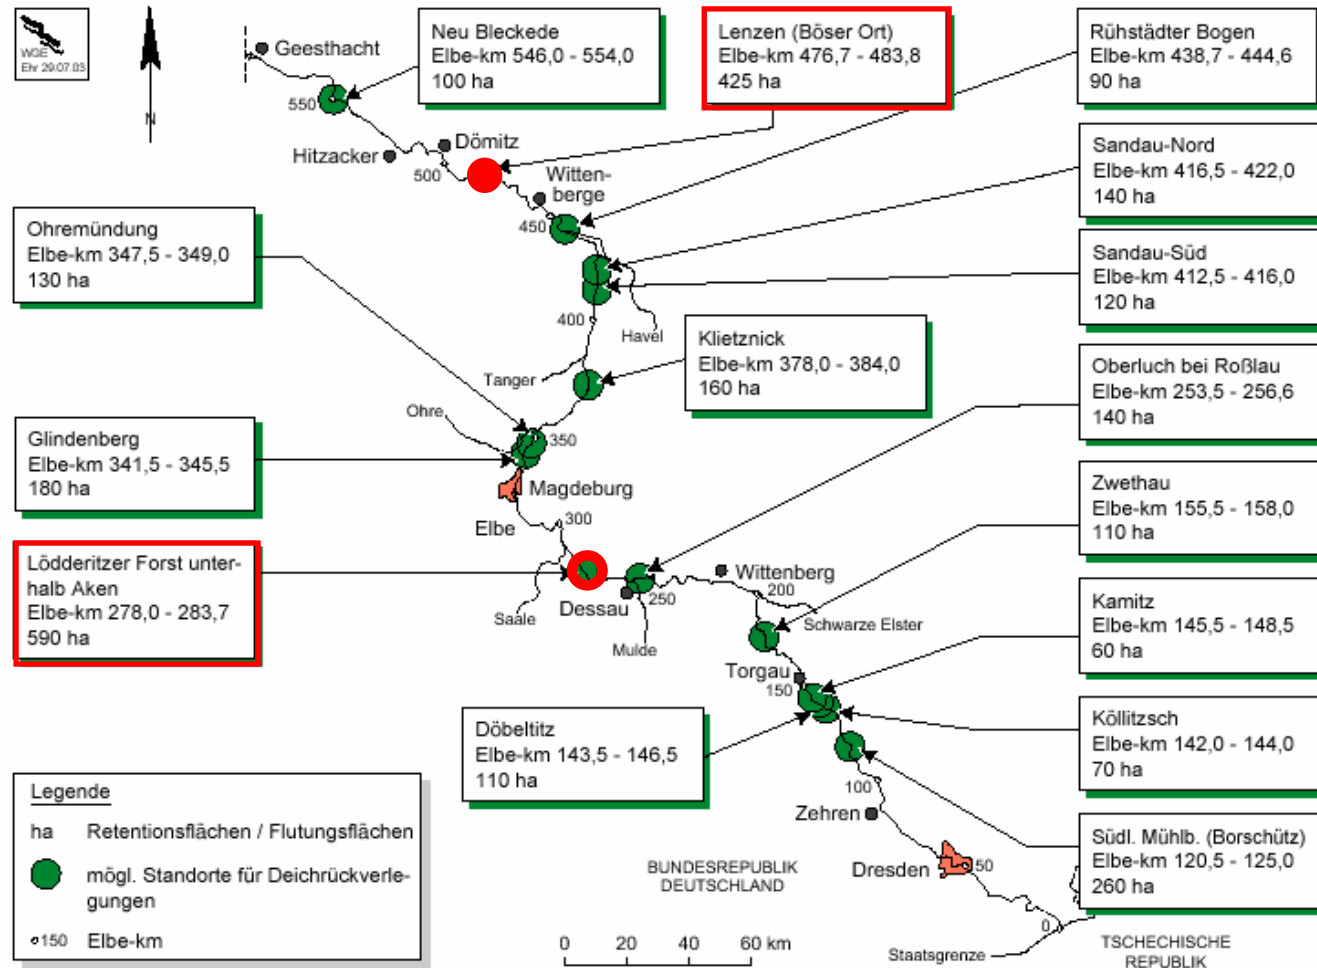 WGE
Ehr 29.07.03
N
Geesthacht
Neu Bleckede
Elbe-km 546,0 - 554,0
100 ha
Lenzen (Böser Ort)
Elbe-km 476,7 - 483,8
425 ha
Rühstädter Bogen
Elbe-km 438,7 - 444,6
90 ha
550
Hitzacker
Dömitz
500
Witten-
berge
450
Sandau-Nord
Elbe-km 416,5 - 422,0
140 ha
Ohremündung
Elbe-km 347,5 - 349,0
130 ha
Sandau-Süd
Elbe-km 412,5 - 416,0
120 ha
400
Havel
Klietznick
Elbe-km 378,0 - 384,0
160 ha
Tanger
Oberluch bei Roßlau
Elbe-km 253,5 - 256,6
140 ha
Ohre
350
Glindenberg
Elbe-km 341,5 - 345,5
180 ha
Magdeburg
Elbe
300
Zwethau
Elbe-km 155,5 - 158,0
110 ha
Lödderitzer Forst unter-
halb Aken
Elbe-km 278,0 - 283,7
590 ha
Saale
Dessau
250
Mulde
Wittenberg
200
Schwarze Elster
Kamitz
Elbe-km 145,5 - 148,5
60 ha
Torgau
150
Döbeltitz
Elbe-km 143,5 - 146,5
110 ha
Köllitzsch
Elbe-km 142,0 - 144,0
70 ha
100
Zehren
Südl. Mühlb. (Borschütz)
Elbe-km 120,5 - 125,0
260 ha
Dresden
50
BUNDESREPUBLIK
DEUTSCHLAND
0
Staatsgrenze
TSCHECHISCHE
REPUBLIK
0 20 40 60 km
Legende
ha Retentionsflächen / Flutungsflächen
mögl. Standorte für Deichrückverle-
gungen
150 Elbe-km